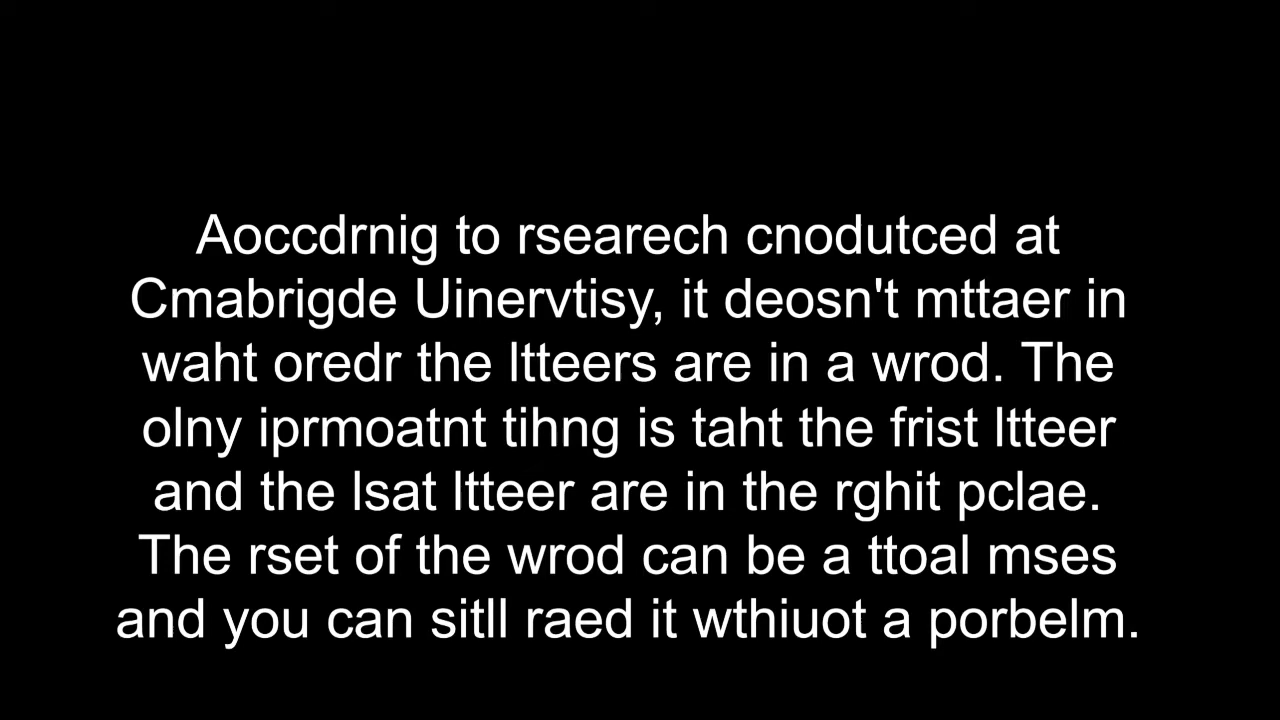 Aoccdrnig to rsearech cnodutced at
Cmabrigde Uinervtisy, it deosn't mttaer in
waht oredr the ltteers are in a wrod. The
olny iprmoatnt tihng is taht the frist ltteer
and the lsat ltteer are in the rghit pclae.
The rset of the wrod can be a ttoal mses
and you can sitll raed it wthiuot a porbelm.